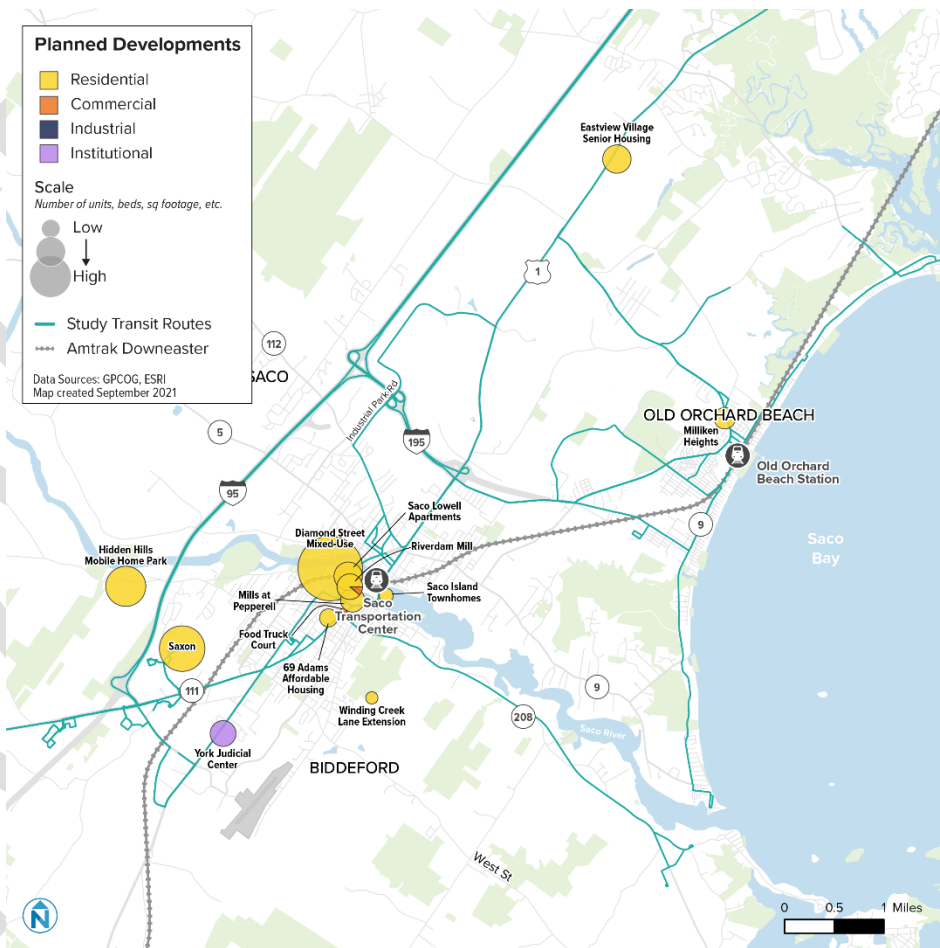 Planned Developments
Residential
Commercial
Industrial
Institutional
Scale
Number of units, beds, sq footage, etc.
Low
High
Study Transit Routes
Amtrak Downeaster
Data Sources: GPCOG, ESRI
Map created September 2021
Eastview Village
Senior Housing
1
112
SACO
5
Industrial Park Rd
195
95
OLD ORCHARD BEACH
Milliken
Heights
Old Orchard
Beach Station
9
Saco
Bay
Saco Lowell
Apartments
Diamond Street
Mixed-Use
Riverdam Mill
Hidden Hills
Mobile Home Park
Mills at
Pepperell
Saco Island
Townhomes
Saco
Transportation
Center
Food Truck
Court
Saxon
69 Adams
Affordable
Housing
111
9
Winding Creek
Lane Extension
208
Saco River
York Judicial
Center
BIDDEFORD
West St
N
0 0.5 1 Miles